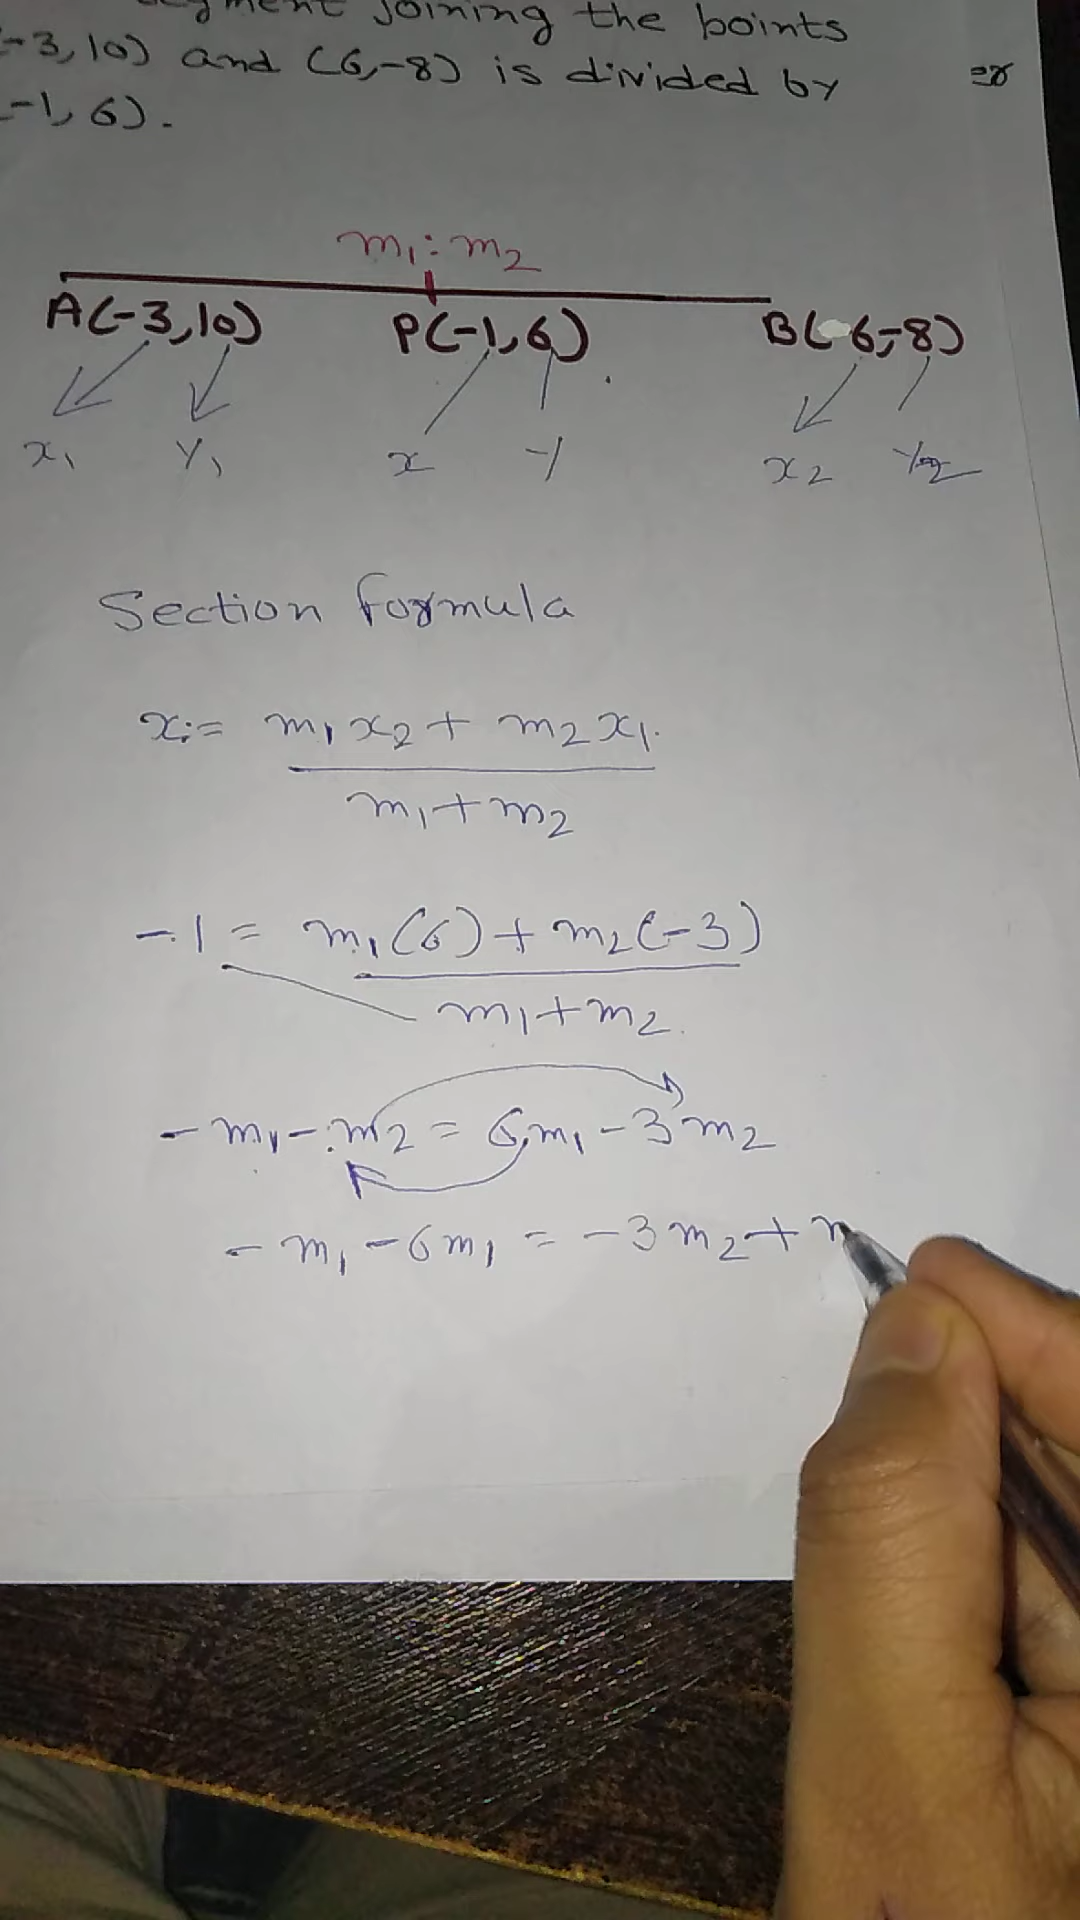 joining the points
-3,10) and (6,-8) is divided by
-1, 6).
m₁ : m₂
A(-3,10) P(-1,6) B(6,-8)
x₁ y₁ x y x₂ y₂
Section formula
x = m₁x₂ + m₂x₁
m₁ + m₂
-1 = m₁(6) + m₂(-3)
m₁ + m₂
-m₁ - m₂ = 6m₁ - 3m₂
-m₁ - 6m₁ = -3m₂ +